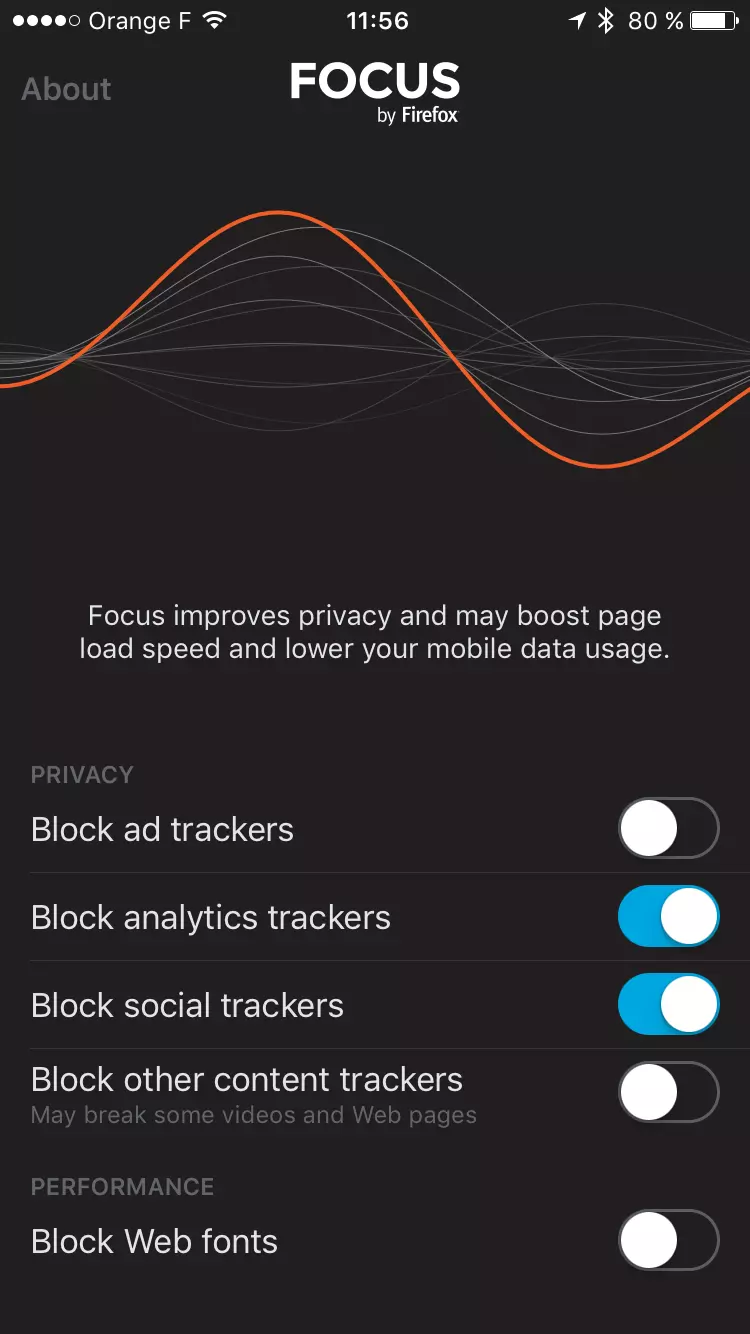 Orange F 11:56 80 %
About
FOCUS
by Firefox
Focus improves privacy and may boost page
load speed and lower your mobile data usage.
PRIVACY
Block ad trackers
Block analytics trackers
Block social trackers
Block other content trackers
May break some videos and Web pages
PERFORMANCE
Block Web fonts